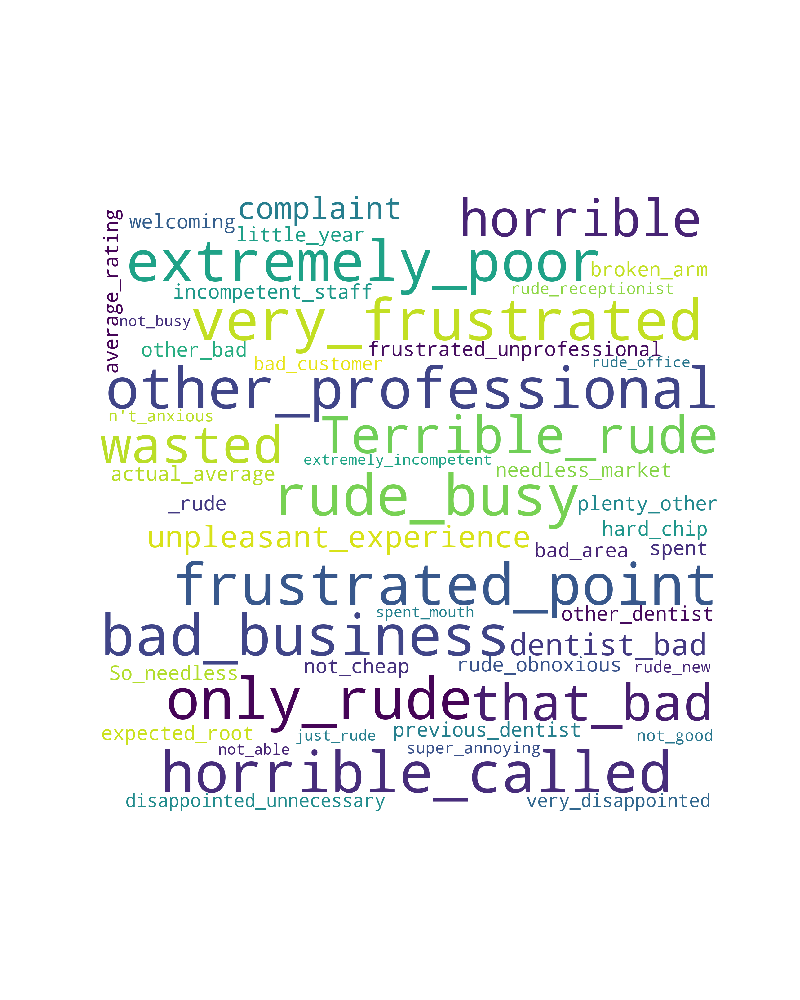 complaint
horrible
welcoming
average_rating
little_year
extremely_poor
broken_arm
incompetent_staff
rude_receptionist
not_busy
very_frustrated
other_bad
frustrated_unprofessional
bad_customer
rude_office
other_professional
n't_anxious
wasted
Terrible_rude
extremely_incompetent
actual_average
needless_market
_rude
rude_busy
plenty_other
unpleasant_experience
hard_chip
bad_area
spent
frustrated_point
spent_mouth
other_dentist
bad_business
dentist_bad
So_needless
not_cheap
rude_obnoxious
rude_new
only_rude
that_bad
expected_root
just_rude
previous_dentist
not_good
not_able
super_annoying
horrible_called
disappointed_unnecessary
very_disappointed